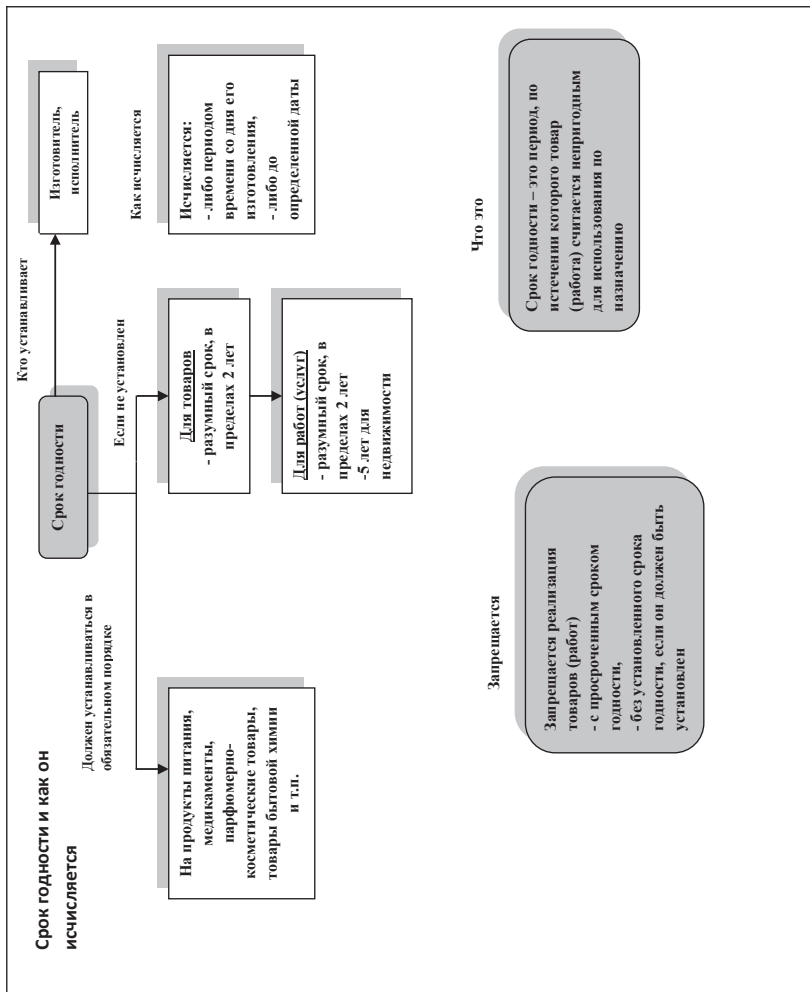 Срок годности и как он
исчисляется
Срок годности
Кто устанавливает
Изготовитель,
исполнитель
Должен устанавливаться в
обязательном порядке
На продукты питания,
медикаменты,
парфюмерно-
косметические товары,
товары бытовой химии
и т.п.
Если не установлен
Для товаров
- разумный срок, в
пределах 2 лет
Для работ (услуг)
- разумный срок, в
пределах 2 лет
-5 лет для
недвижимости
Как исчисляется
Исчисляется:
- либо периодом
времени со дня его
изготовления,
- либо до
определенной даты
Запрещается
Запрещается реализация
товаров (работ)
- с просроченным сроком
годности,
- без установленного срока
годности, если он должен быть
установлен
Что это
Срок годности – это период, по
истечении которого товар
(работа) считается непригодным
для использования по
назначению